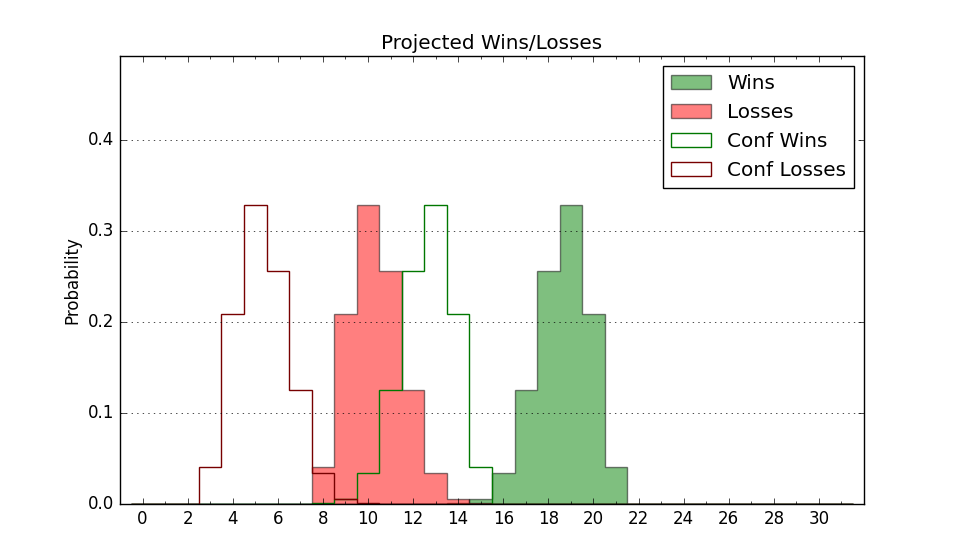 Projected Wins/Losses
Wins
Losses
Conf Wins
Conf Losses
Probability
0.4
0.3
0.2
0.1
0.0
0 2 4 6 8 10 12 14 16 18 20 22 24 26 28 30